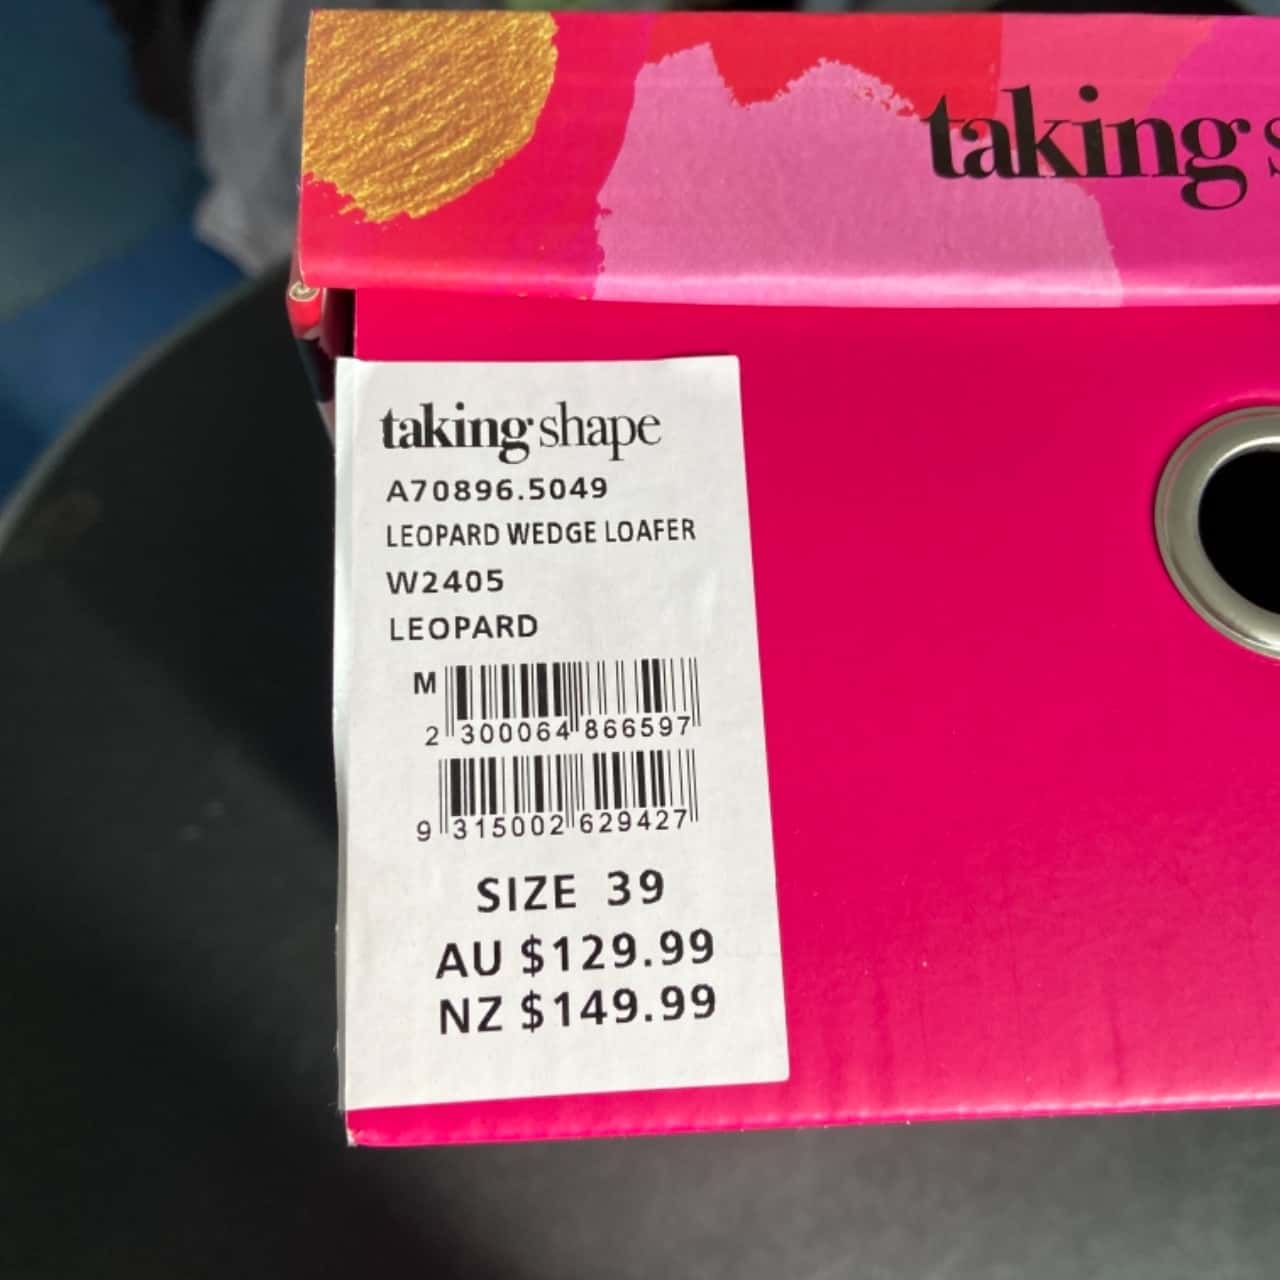 taking s
taking shape
A70896.5049
LEOPARD WEDGE LOAFER
W2405
LEOPARD
M
2 300064 866597
9 315002 629427
SIZE 39
AU $129.99
NZ $149.99